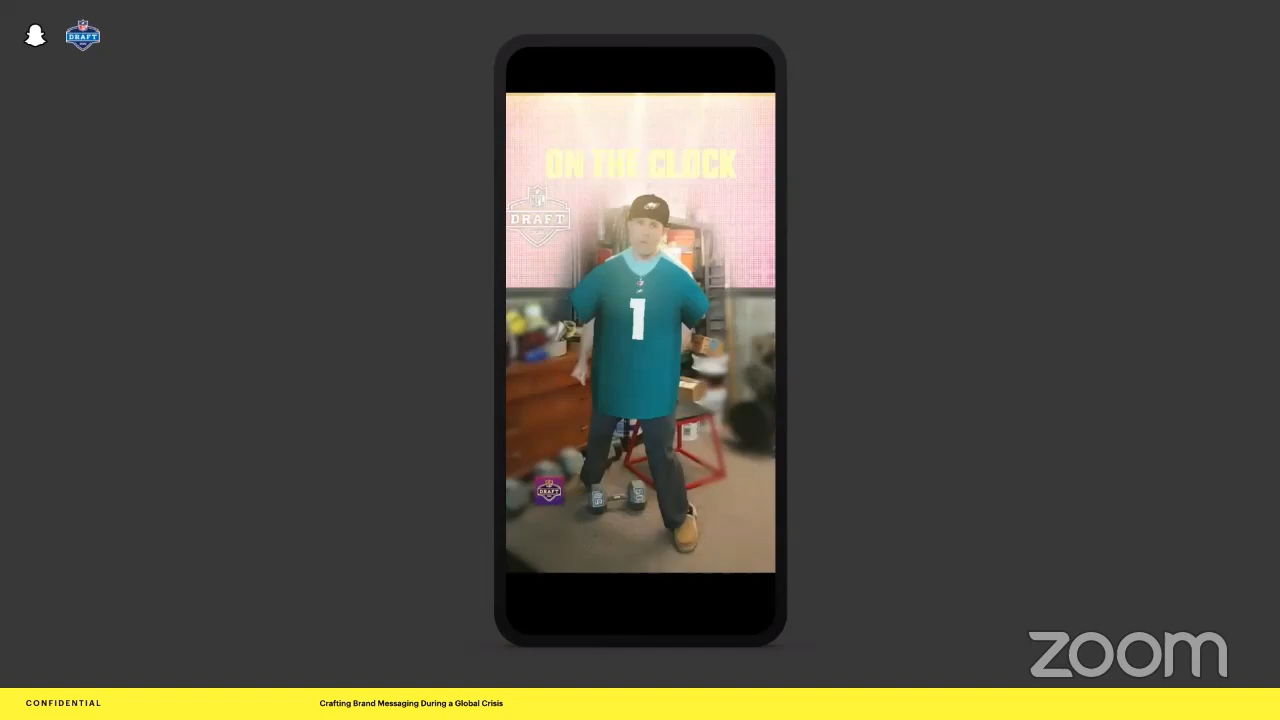 DRAFT
ON THE CLOCK
DRAFT
1
DRAFT
zoom
CONFIDENTIAL
Crafting Brand Messaging During a Global Crisis